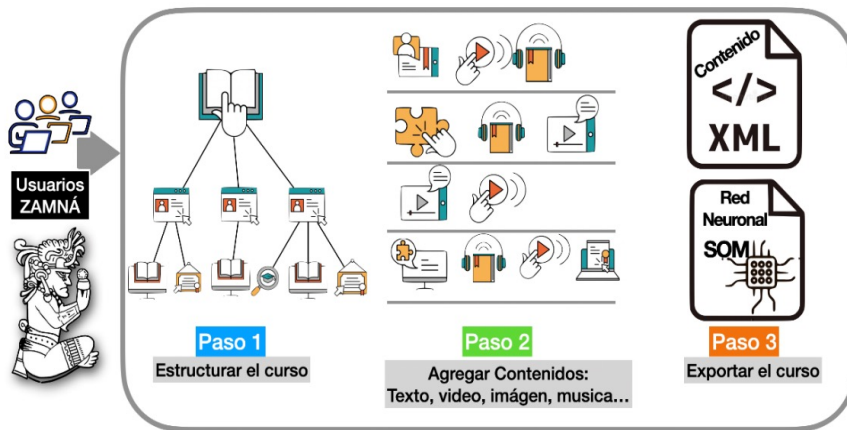 Usuarios
ZAMNÁ
Paso 1
Estructurar el curso
Paso 2
Agregar Contenidos:
Texto, video, imágen, musica...
Contenido
</>
XML
Red
Neuronal
SOM
Paso 3
Exportar el curso